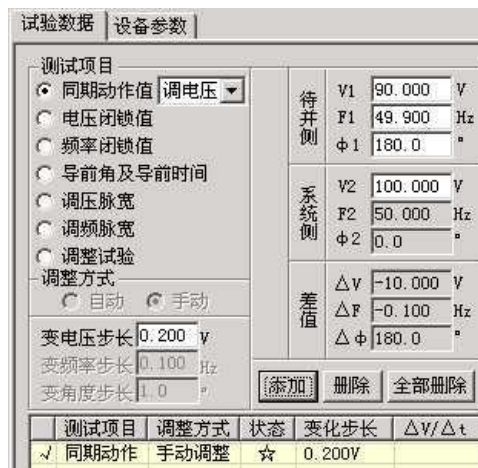 试验数据 设备参数
测试项目
同期动作值 调电压
电压闭锁值
频率闭锁值
导前角及导前时间
调压脉宽
调频脉宽
调整试验
调整方式
自动 手动
变电压步长 0.200 V
变频率步长 0.100 Hz
变角度步长 1.0 °
待并侧
V1 90.000 V
F1 49.900 Hz
Φ1 180.0 °
系统侧
V2 100.000 V
F2 50.000 Hz
Φ2 0.0 °
差值
△V -10.000 V
△F -0.100 Hz
△Φ 180.0 °
添加 删除 全部删除
测试项目 调整方式 状态 变化步长 △V/△t
√ 同期动作 手动调整 ☆ 0.200V